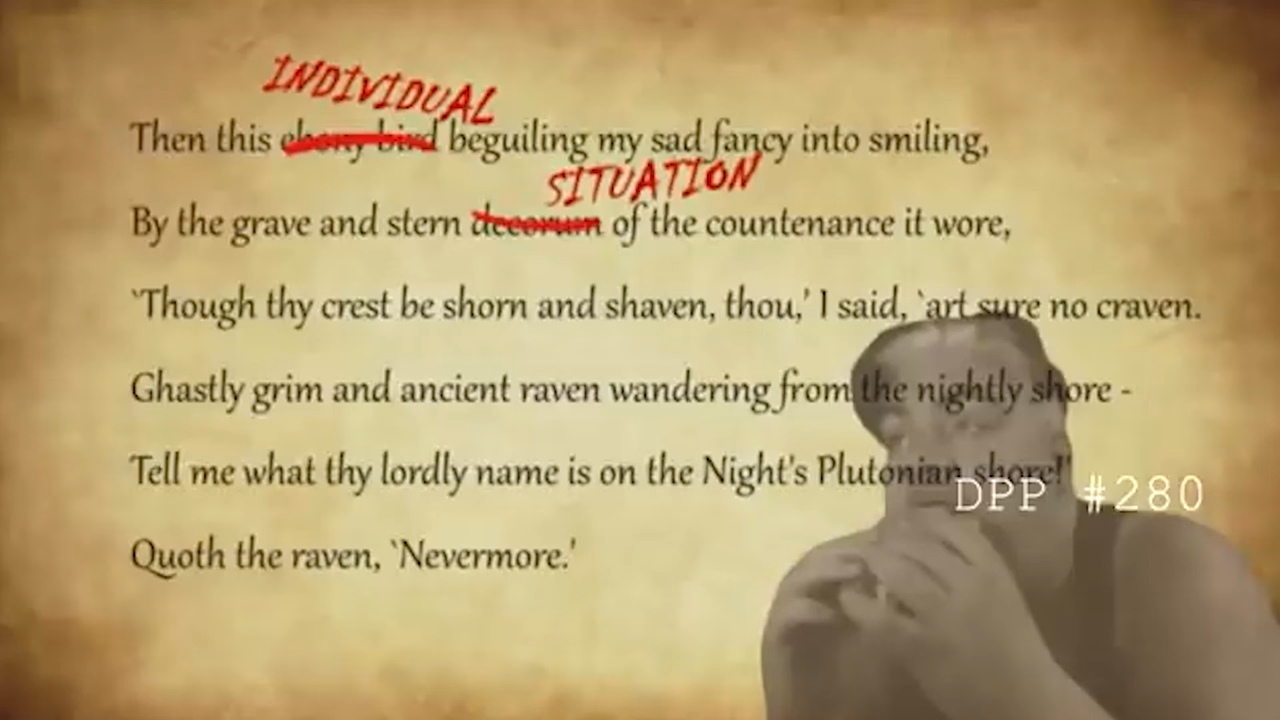 INDIVIDUAL
Then this ebony bird beguiling my sad fancy into smiling,
SITUATION
By the grave and stern decorum of the countenance it wore,
`Though thy crest be shorn and shaven, thou,' I said, `art sure no craven.
Ghastly grim and ancient raven wandering from the nightly shore -
Tell me what thy lordly name is on the Night's Plutonian shore!'
DPP #280
Quoth the raven, `Nevermore.'